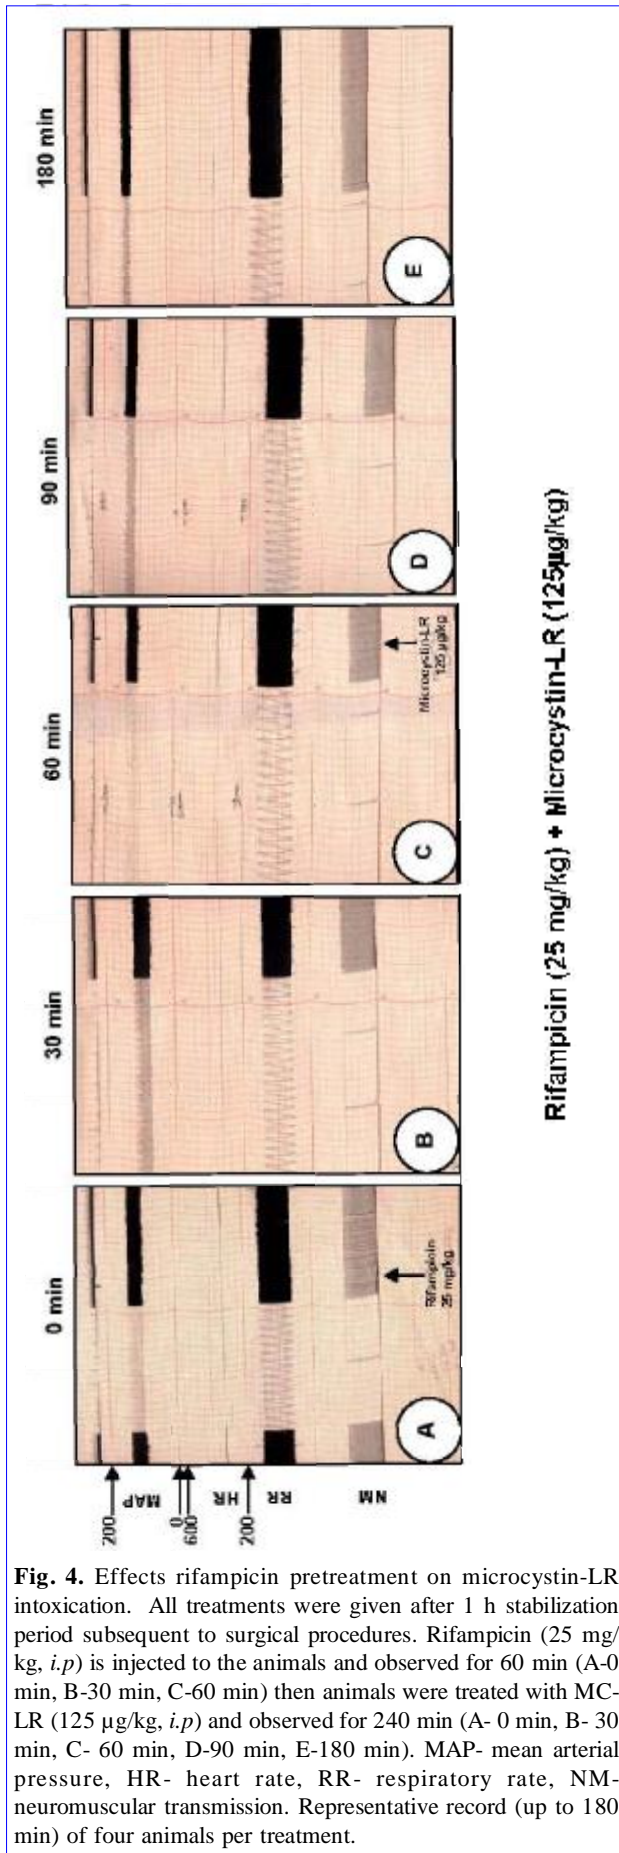 0 min
30 min
60 min
90 min
180 min
200
MAP
0
600
HR
200
RR
NM
A
B
C
D
E
Rifampicin
25 mg/kg
Microcystin-LR
125 µg/kg
Rifampicin (25 mg/kg) + Microcystin-LR (125µg/kg)
Fig. 4. Effects rifampicin pretreatment on microcystin-LR
intoxication. All treatments were given after 1 h stabilization
period subsequent to surgical procedures. Rifampicin (25 mg/
kg, i.p) is injected to the animals and observed for 60 min (A-0
min, B-30 min, C-60 min) then animals were treated with MC-
LR (125 µg/kg, i.p) and observed for 240 min (A- 0 min, B- 30
min, C- 60 min, D-90 min, E-180 min). MAP- mean arterial
pressure, HR- heart rate, RR- respiratory rate, NM-
neuromuscular transmission. Representative record (up to 180
min) of four animals per treatment.